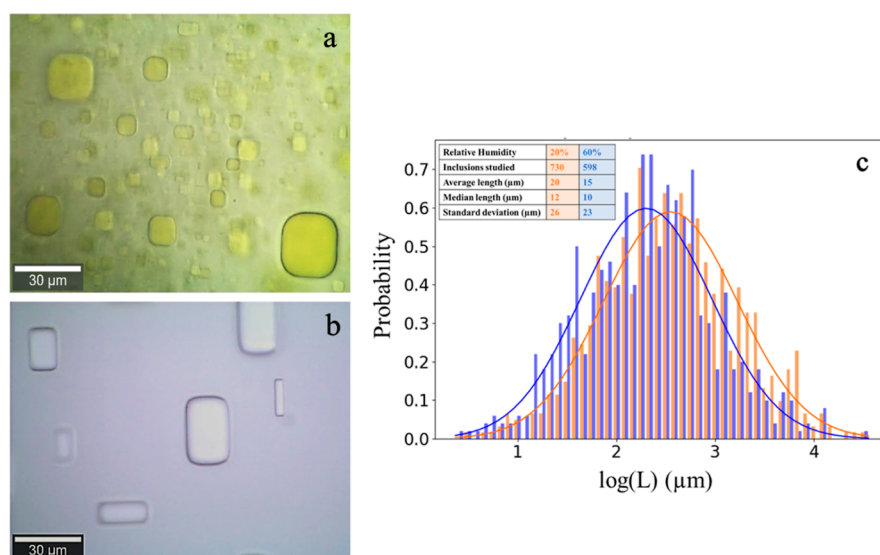 a
30 µm
b
30 µm
c
Relative Humidity 20% 60%
Inclusions studied 730 598
Average length (µm) 20 15
Median length (µm) 12 10
Standard deviation (µm) 26 23
Probability
0.7
0.6
0.5
0.4
0.3
0.2
0.1
0.0
1 2 3 4
log(L) (µm)